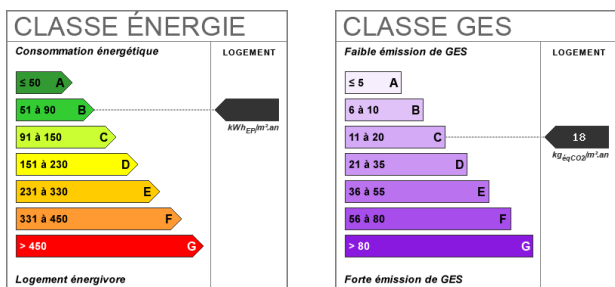 CLASSE ÉNERGIE
Consommation énergétique
LOGEMENT
≤ 50 A
51 à 90 B
kWhEP/m².an
91 à 150 C
151 à 230 D
231 à 330 E
331 à 450 F
> 450 G
Logement énergivore
CLASSE GES
Faible émission de GES
LOGEMENT
≤ 5 A
6 à 10 B
11 à 20 C
18
kgéqCO2/m².an
21 à 35 D
36 à 55 E
56 à 80 F
> 80 G
Forte émission de GES